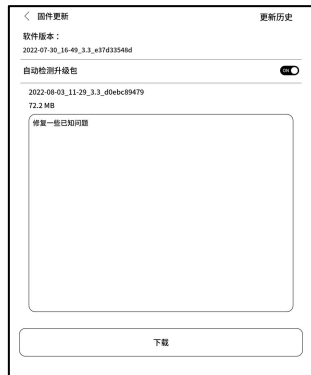 固件更新
更新历史
软件版本：
2022-07-30_16-49_3.3_e37d33548d
自动检测升级包
ON
2022-08-03_11-29_3.3_d0ebc89479
72.2 MB
修复一些已知问题
下载